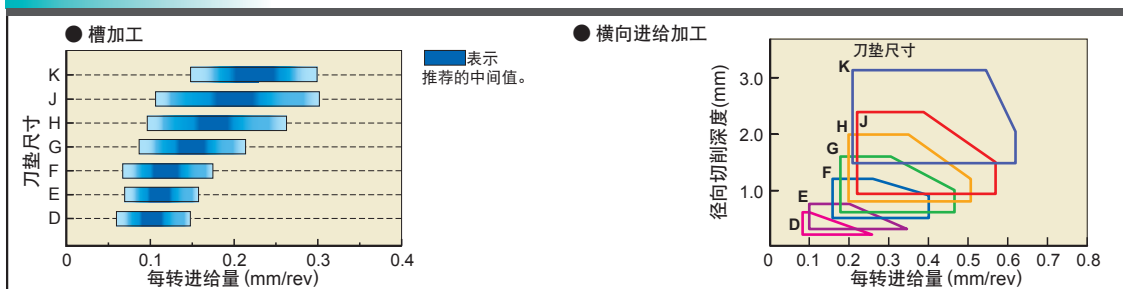 ● 槽加工
刀垫尺寸
K
J
H
G
F
E
D
0 0.1 0.2 0.3 0.4
每转进给量 (mm/rev)
表示
推荐的中间值。
● 横向进给加工
径向切削深度(mm)
刀垫尺寸
3.0
2.0
1.0
K
H J
G
F
E
D
0 0.1 0.2 0.3 0.4 0.5 0.6 0.7 0.8
每转进给量 (mm/rev)